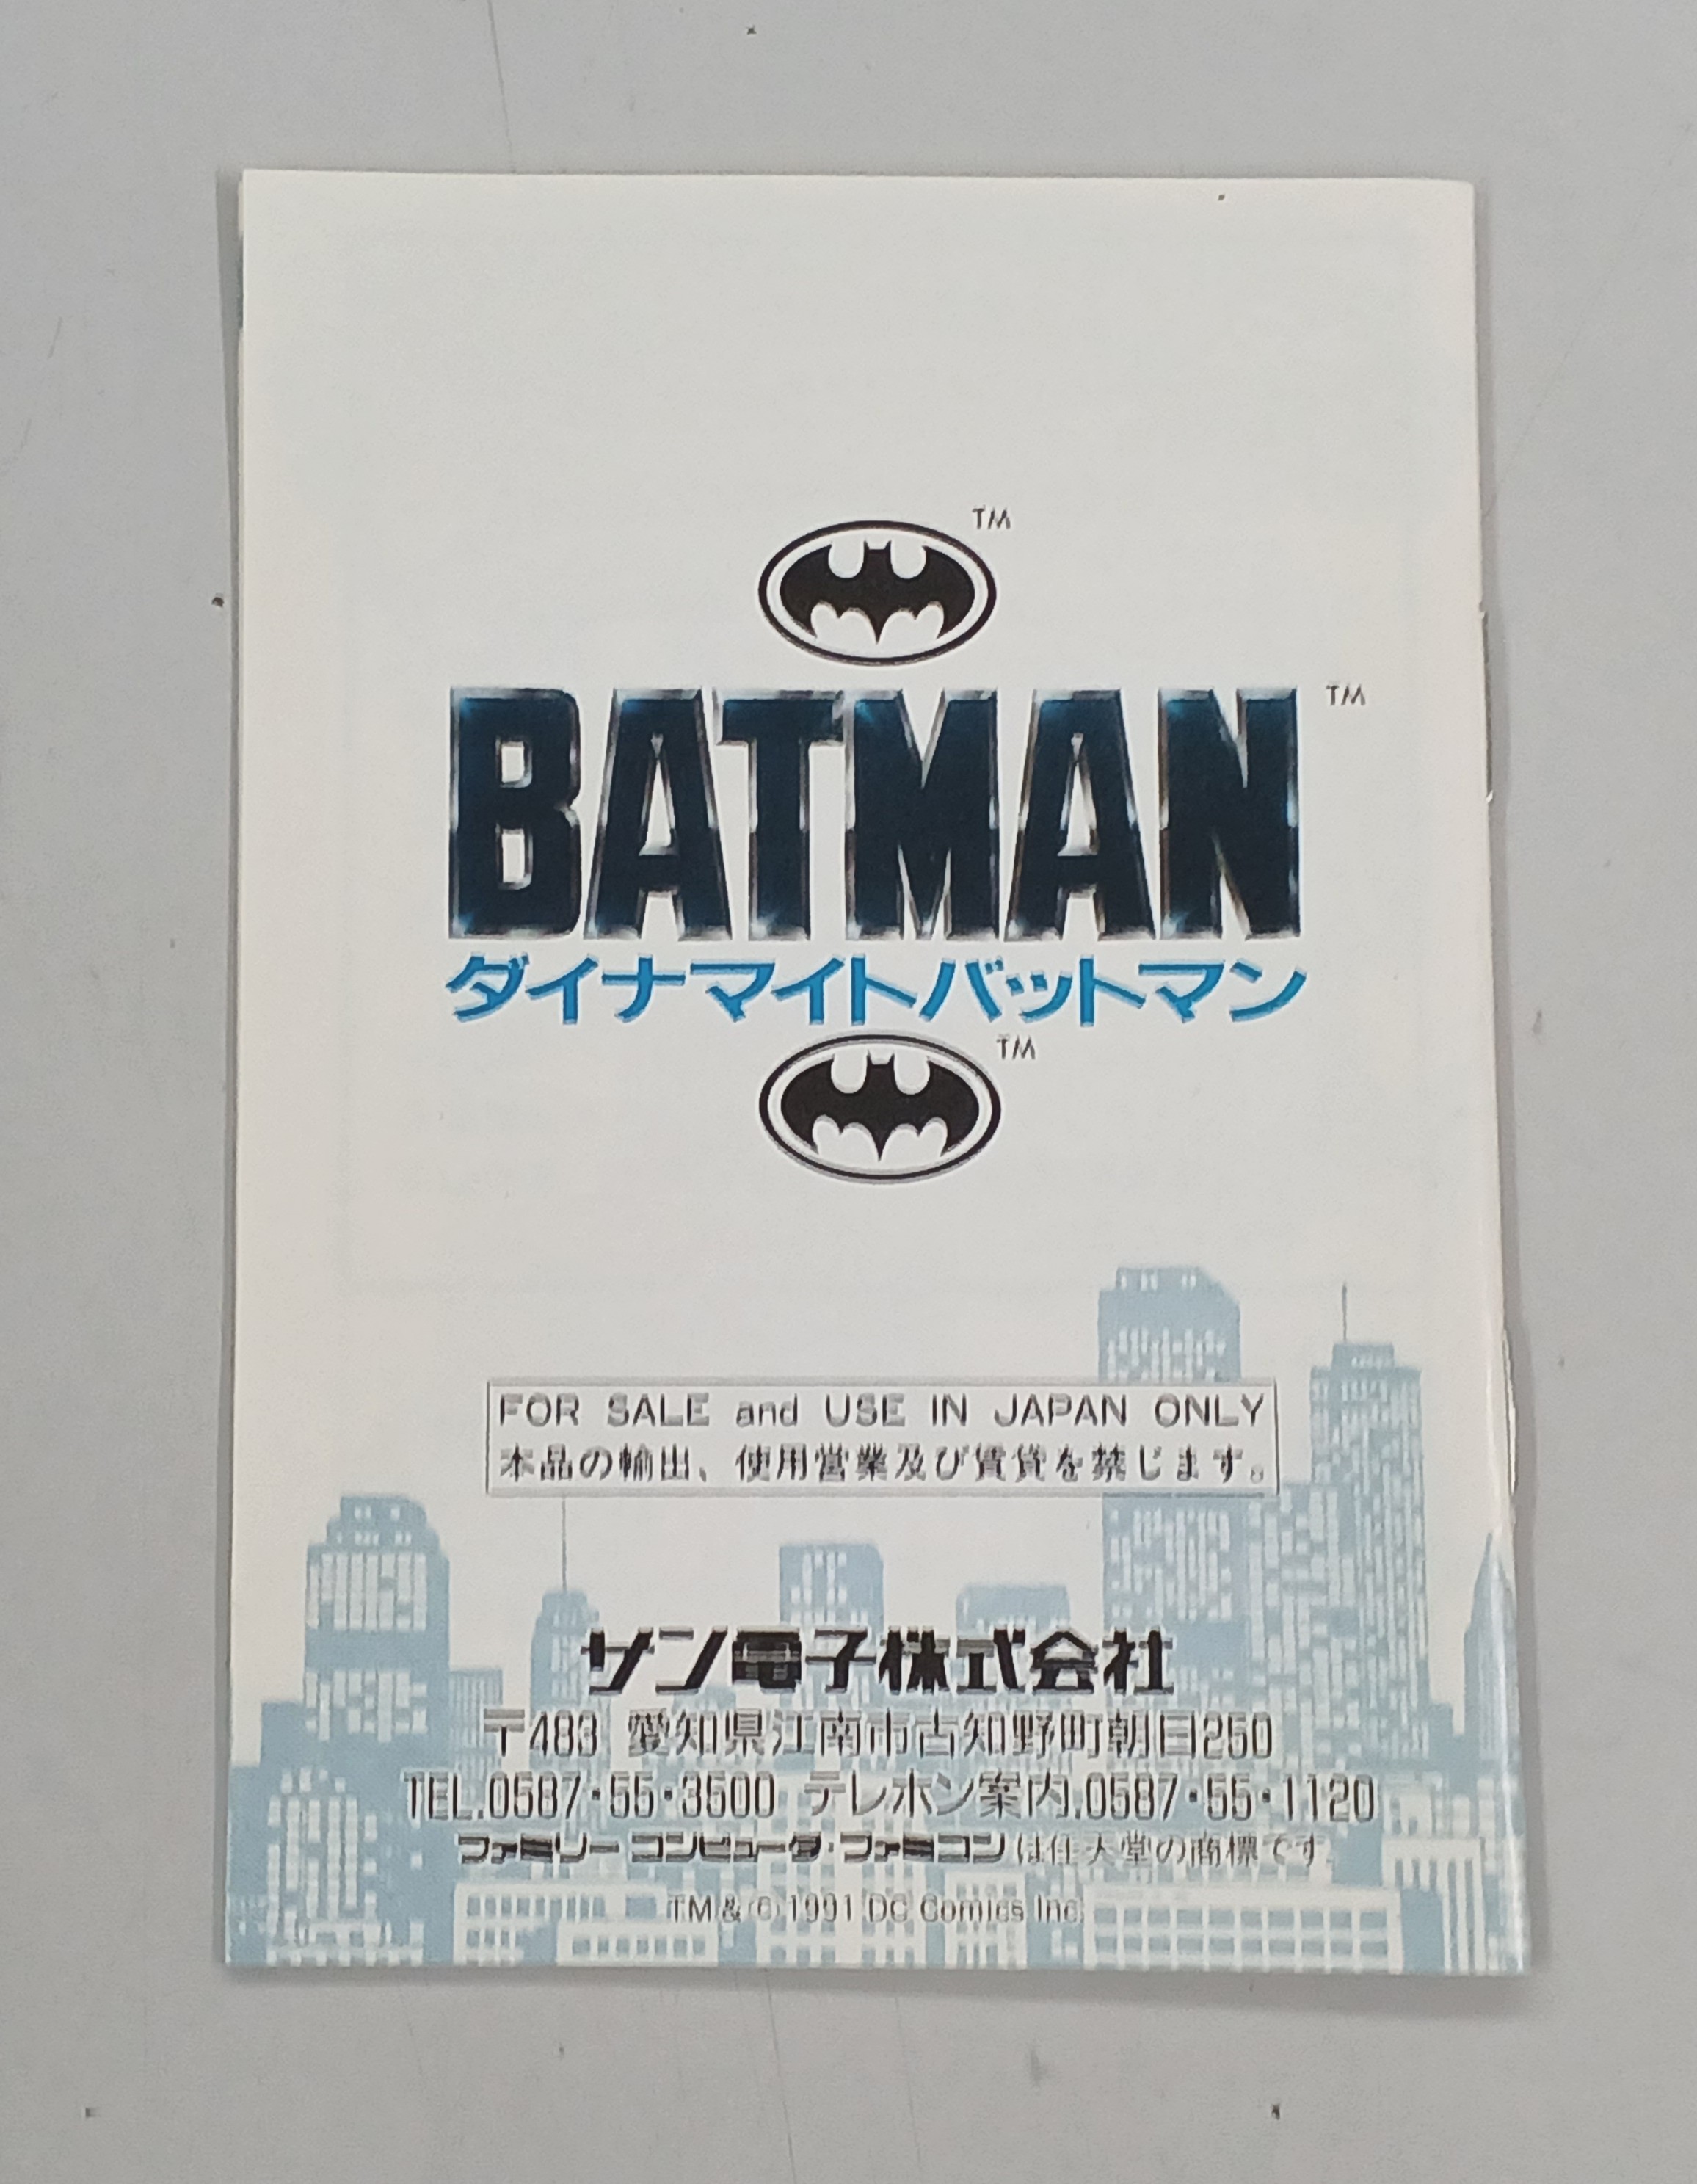 TM
BATMAN TM
ダイナマイトバットマン
TM
FOR SALE and USE IN JAPAN ONLY
本品の輸出、使用営業及び賃貸を禁じます。
サン電子株式会社
〒483 愛知県江南市古知野町朝日250
TEL.0587・55・3500 テレホン案内.0587・55・1120
ファミリーコンピュータ・ファミコンは任天堂の商標です。
TM & © 1991 DC Comics Inc.